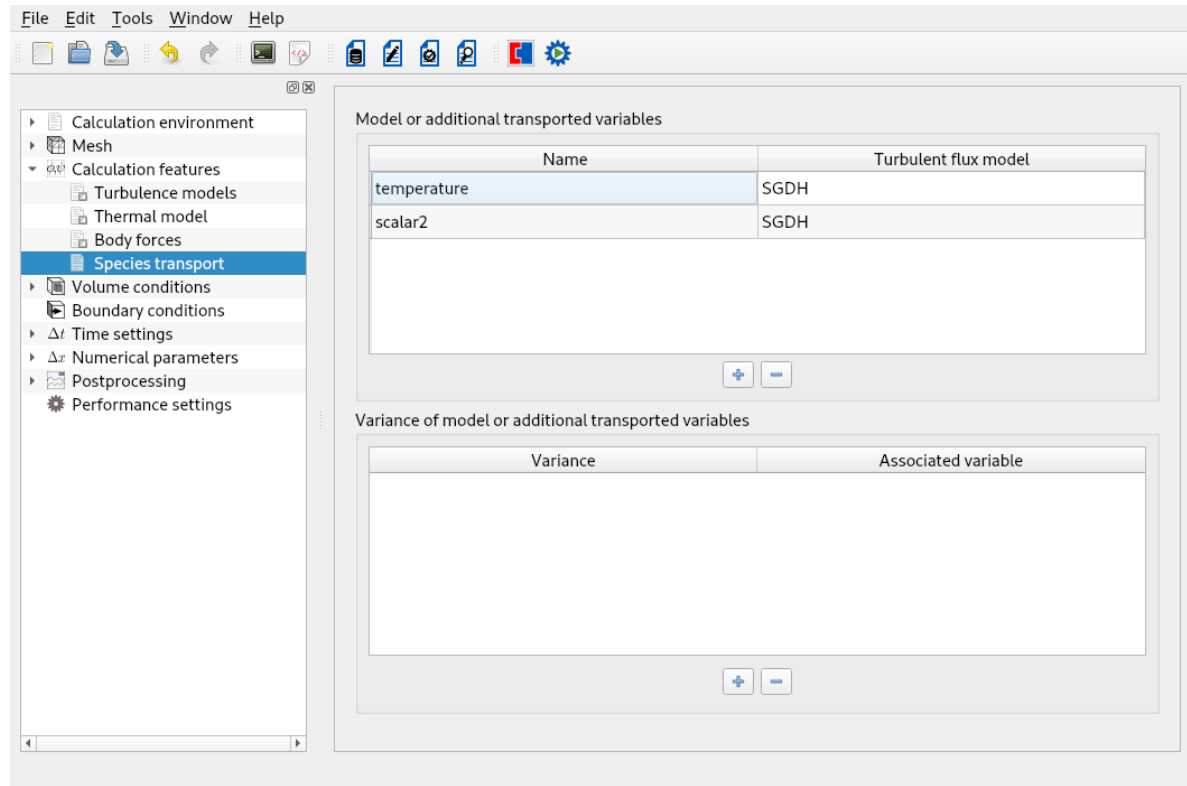 File Edit Tools Window Help
Calculation environment
Mesh
Calculation features
Turbulence models
Thermal model
Body forces
Species transport
Volume conditions
Boundary conditions
Δt Time settings
Δx Numerical parameters
Postprocessing
Performance settings
Model or additional transported variables
Name Turbulent flux model
temperature SGDH
scalar2 SGDH
Variance of model or additional transported variables
Variance Associated variable